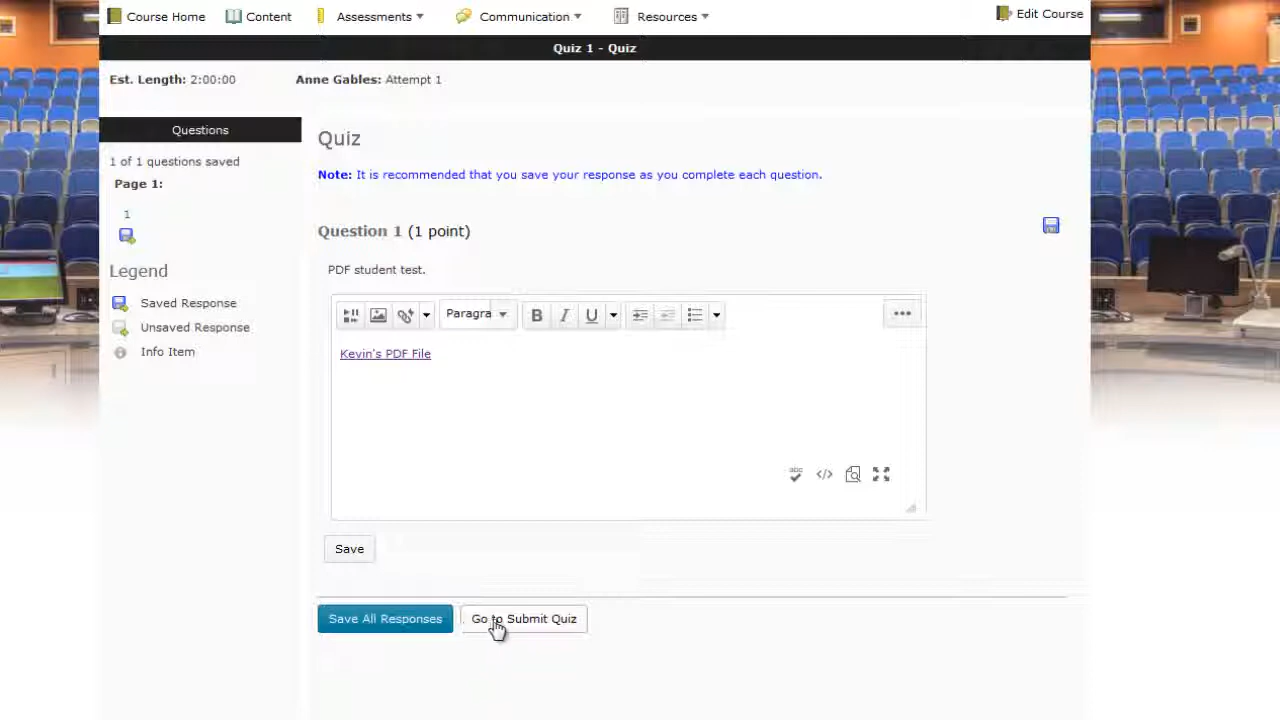 Course Home Content Assessments Communication Resources Edit Course
Quiz 1 - Quiz
Est. Length: 2:00:00 Anne Gables: Attempt 1
Questions
1 of 1 questions saved
Page 1:
1
Legend
Saved Response
Unsaved Response
Info Item
Quiz
Note: It is recommended that you save your response as you complete each question.
Question 1 (1 point)
PDF student test.
Paragra B I U
Kevin's PDF File
abc </>
Save
Save All Responses Go to Submit Quiz